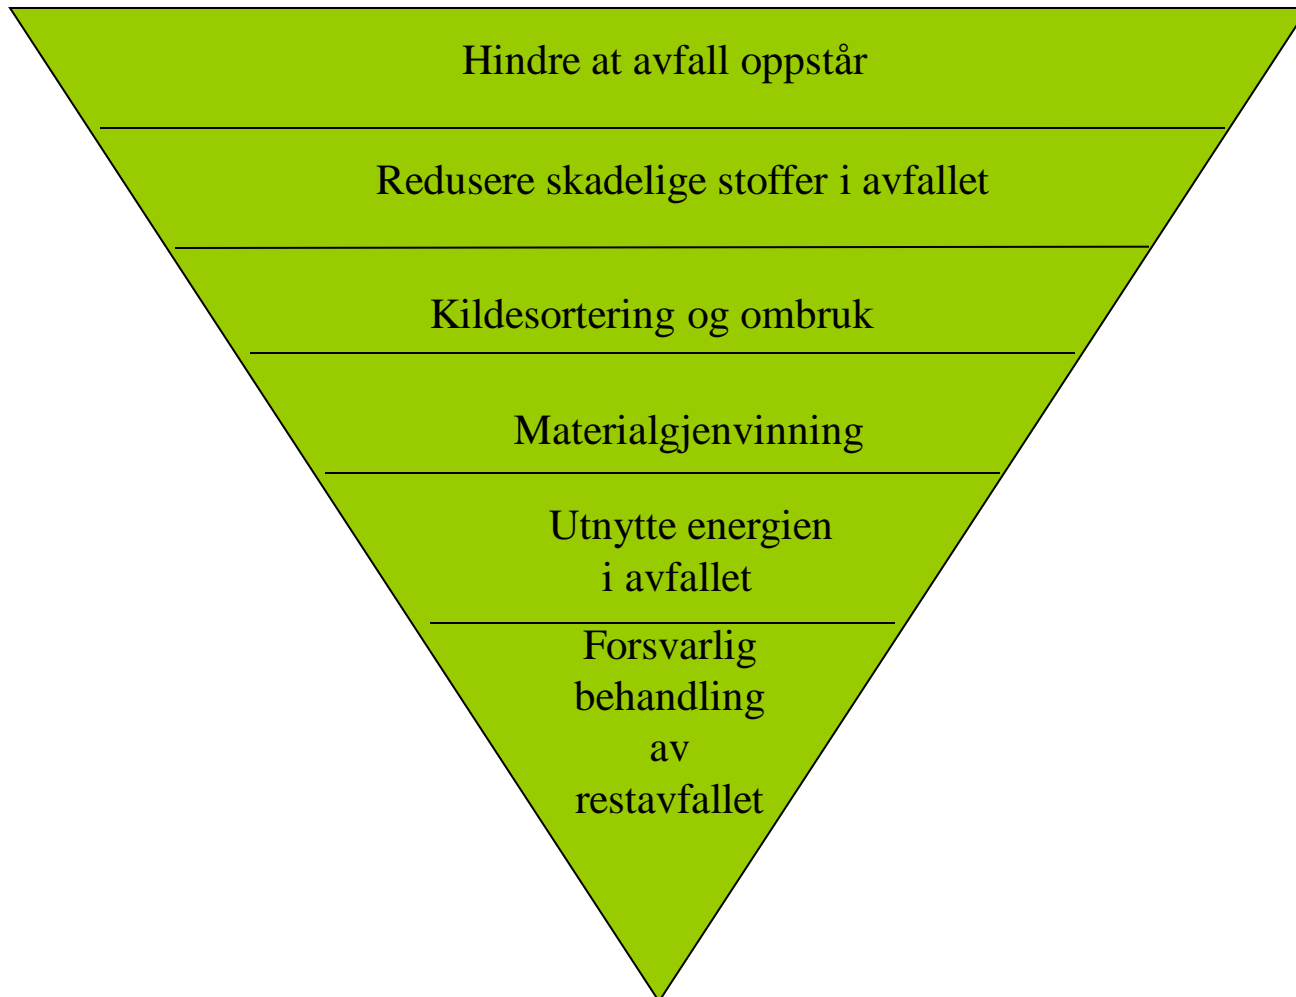 Hindre at avfall oppstår
Redusere skadelige stoffer i avfallet
Kildesortering og ombruk
Materialgjenvinning
Utnytte energien
i avfallet
Forsvarlig
behandling
av
restavfallet